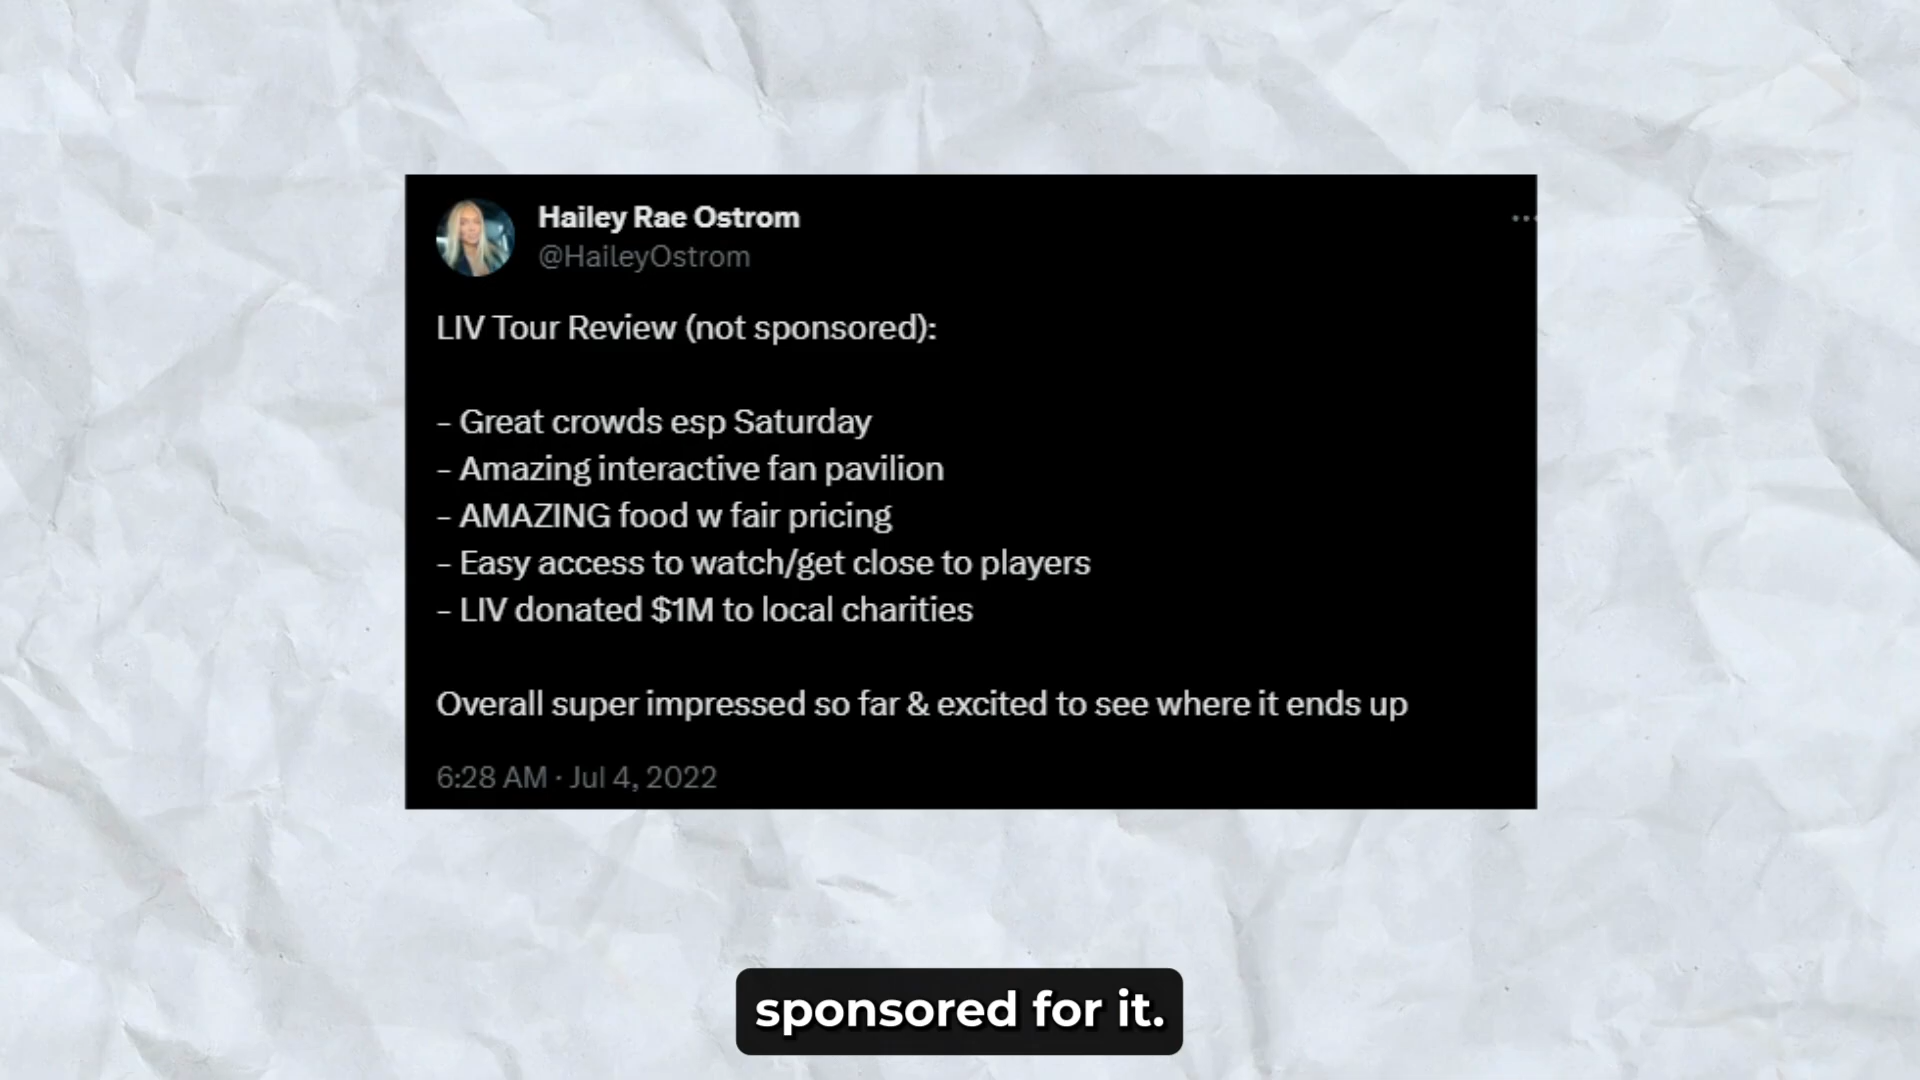 Hailey Rae Ostrom
@HaileyOstrom
LIV Tour Review (not sponsored):
- Great crowds esp Saturday
- Amazing interactive fan pavilion
- AMAZING food w fair pricing
- Easy access to watch/get close to players
- LIV donated $1M to local charities
Overall super impressed so far & excited to see where it ends up
6:28 AM · Jul 4, 2022
sponsored for it.